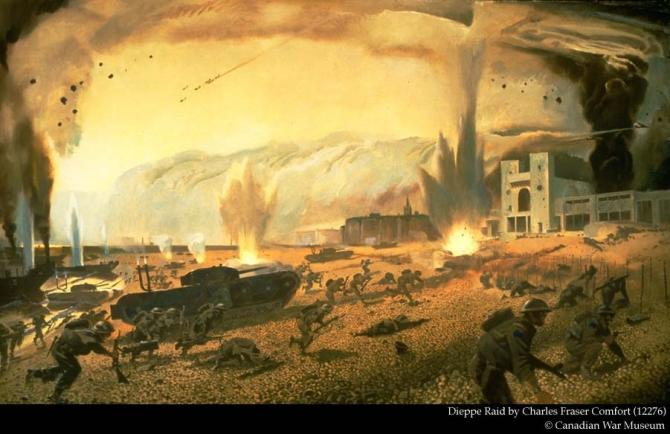 Dieppe Raid by Charles Fraser Comfort (12276)
© Canadian War Museum